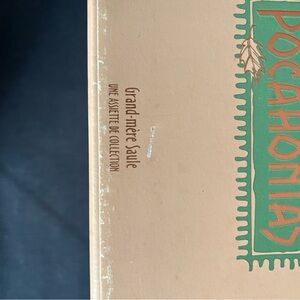 POCAHONTAS
Grand-mère Saule
UNE ASSIETTE DE COLLECTION